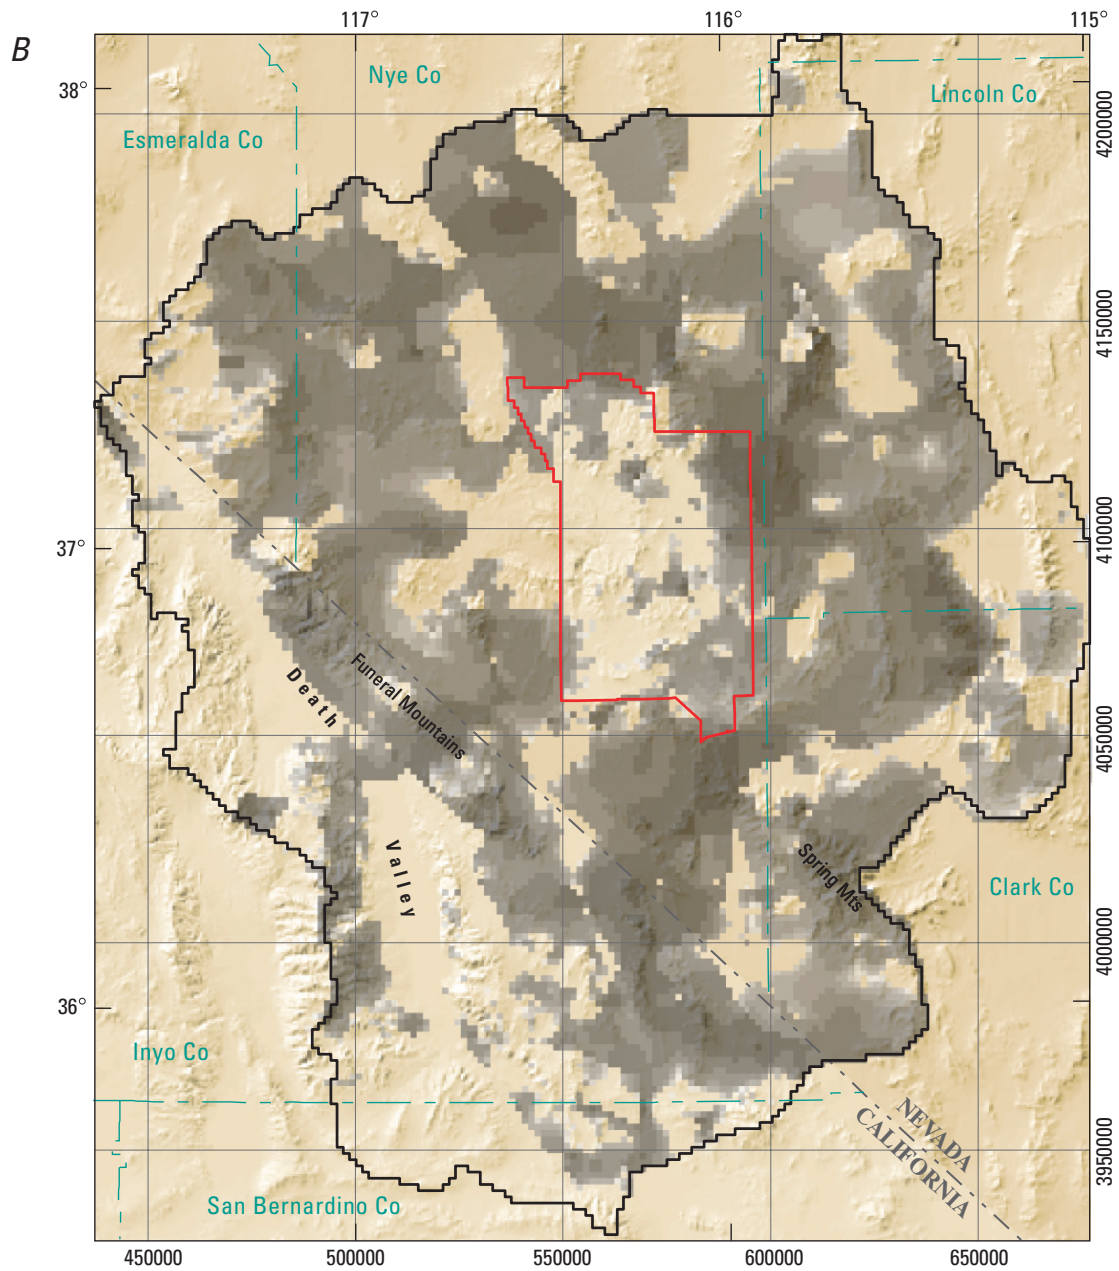 B
117°
116°
115°
Nye Co
38°
Lincoln Co
Esmeralda Co
4200000
4150000
37°
4100000
Funeral Mountains
Death
4050000
Valley
Spring Mts
Clark Co
4000000
36°
Inyo Co
NEVADA
CALIFORNIA
3950000
San Bernardino Co
450000
500000
550000
600000
650000